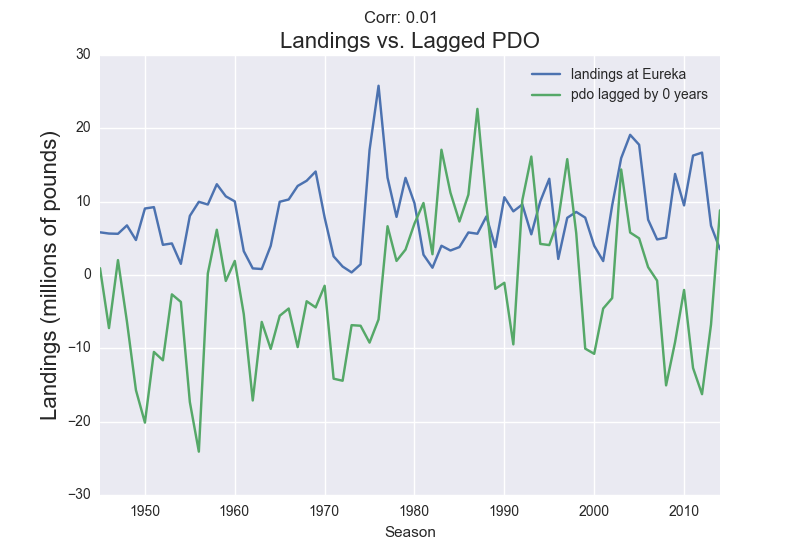 Corr: 0.01
Landings vs. Lagged PDO
landings at Eureka
pdo lagged by 0 years
Landings (millions of pounds)
30
20
10
0
−10
−20
−30
1950 1960 1970 1980 1990 2000 2010
Season